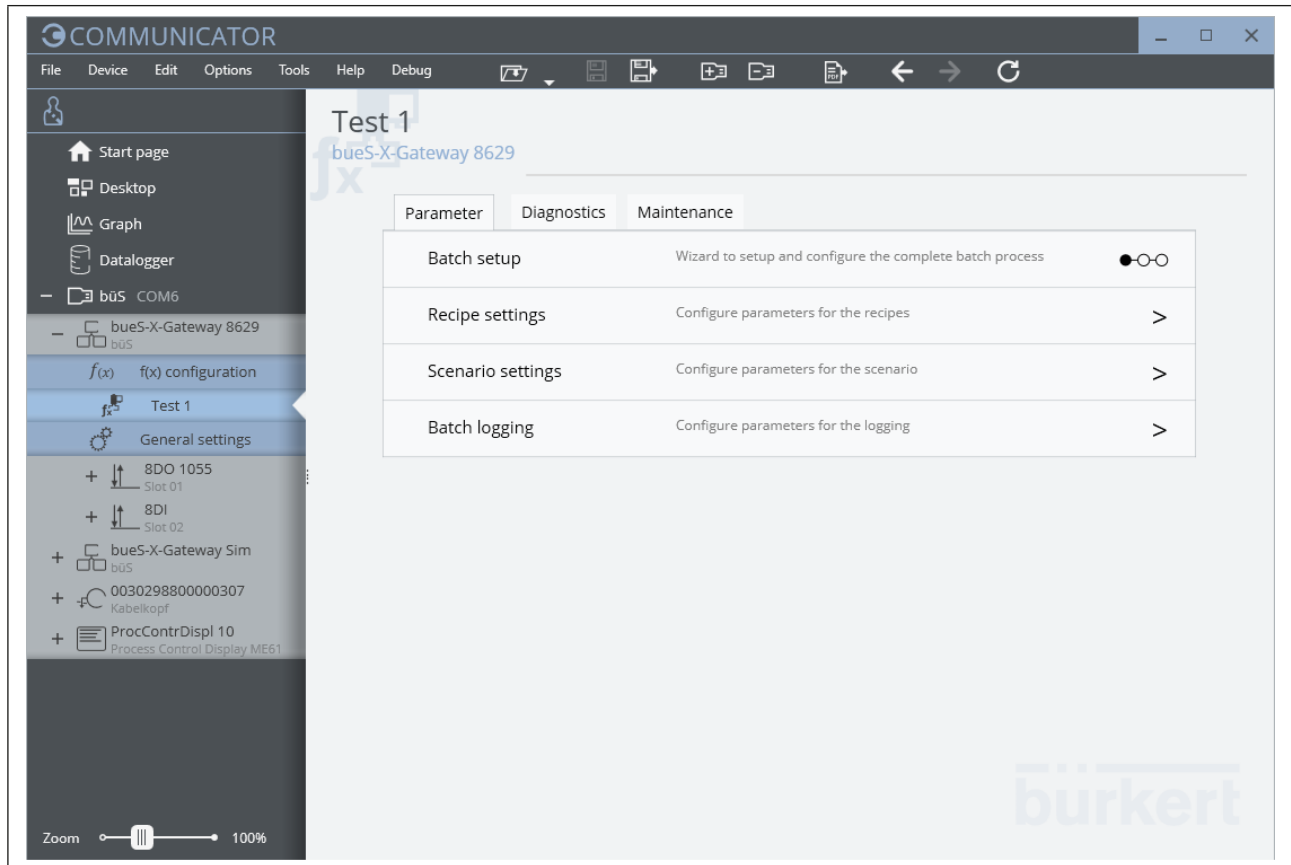 COMMUNICATOR
File Device Edit Options Tools Help Debug
PDF
Start page
Desktop
Graph
Datalogger
büS COM6
bueS-X-Gateway 8629
büS
f(x) f(x) configuration
fx Test 1
General settings
8DO 1055
Slot 01
8DI
Slot 02
bueS-X-Gateway Sim
büS
0030298800000307
Kabelkopf
ProcContrDispl 10
Process Control Display ME61
Zoom 100%
Test 1
bueS-X-Gateway 8629
fx
Parameter Diagnostics Maintenance
Batch setup Wizard to setup and configure the complete batch process
Recipe settings Configure parameters for the recipes >
Scenario settings Configure parameters for the scenario >
Batch logging Configure parameters for the logging >
bürkert